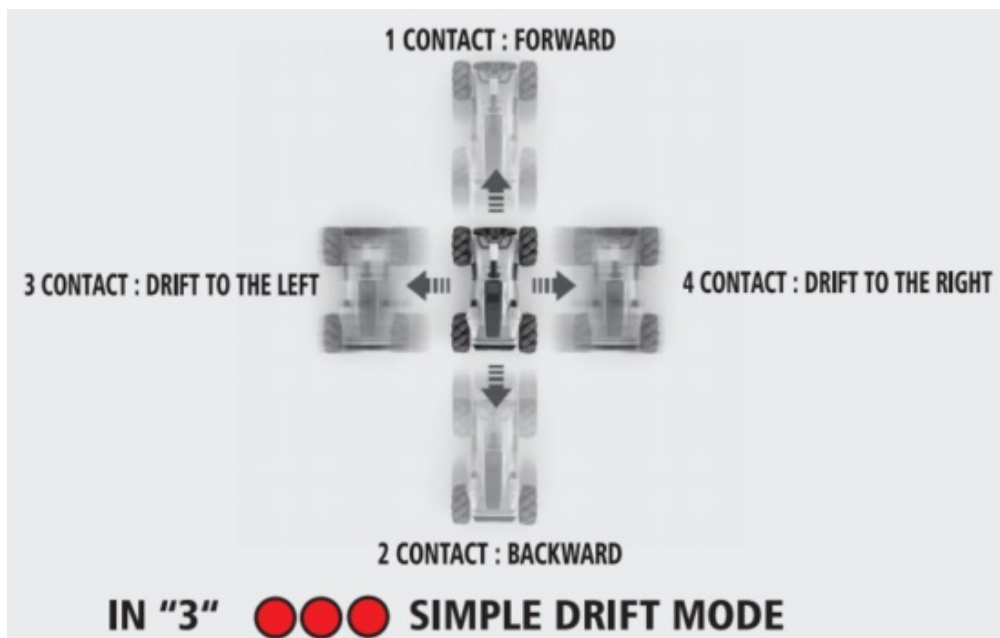 1 CONTACT : FORWARD
3 CONTACT : DRIFT TO THE LEFT
4 CONTACT : DRIFT TO THE RIGHT
2 CONTACT : BACKWARD
IN “3“ SIMPLE DRIFT MODE